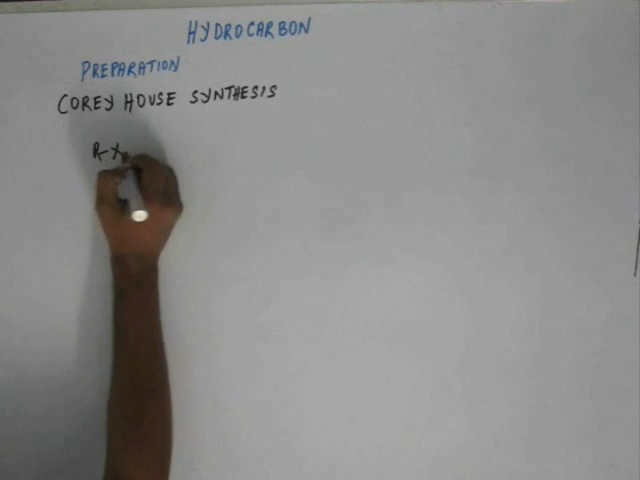 HYDROCARBON
PREPARATION
COREY HOUSE SYNTHESIS
R-X